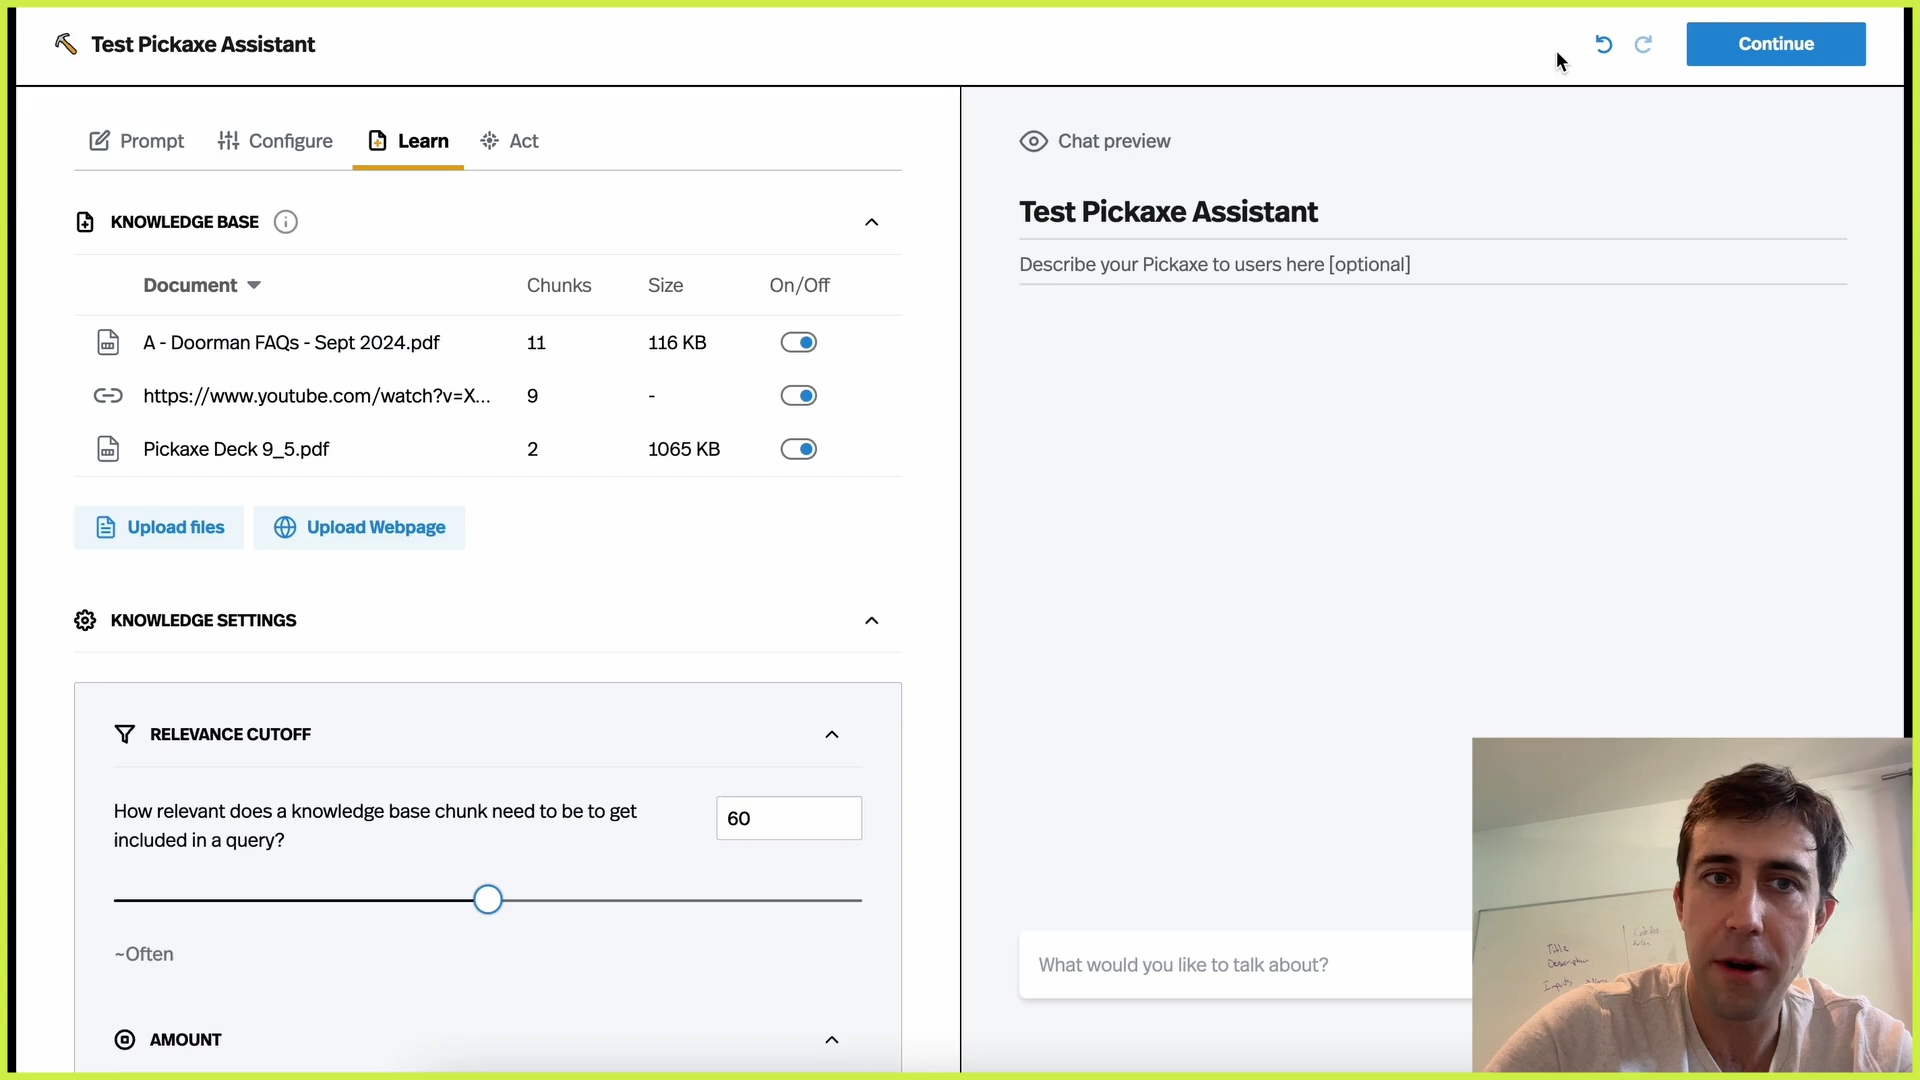 Test Pickaxe Assistant
Continue
Prompt
Configure
Learn
Act
KNOWLEDGE BASE
Document
Chunks
Size
On/Off
A - Doorman FAQs - Sept 2024.pdf
11
116 KB
https://www.youtube.com/watch?v=X...
9
-
Pickaxe Deck 9_5.pdf
2
1065 KB
Upload files
Upload Webpage
KNOWLEDGE SETTINGS
RELEVANCE CUTOFF
How relevant does a knowledge base chunk need to be to get
included in a query?
60
~Often
AMOUNT
Chat preview
Test Pickaxe Assistant
Describe your Pickaxe to users here [optional]
What would you like to talk about?
Title
Description
Inputs